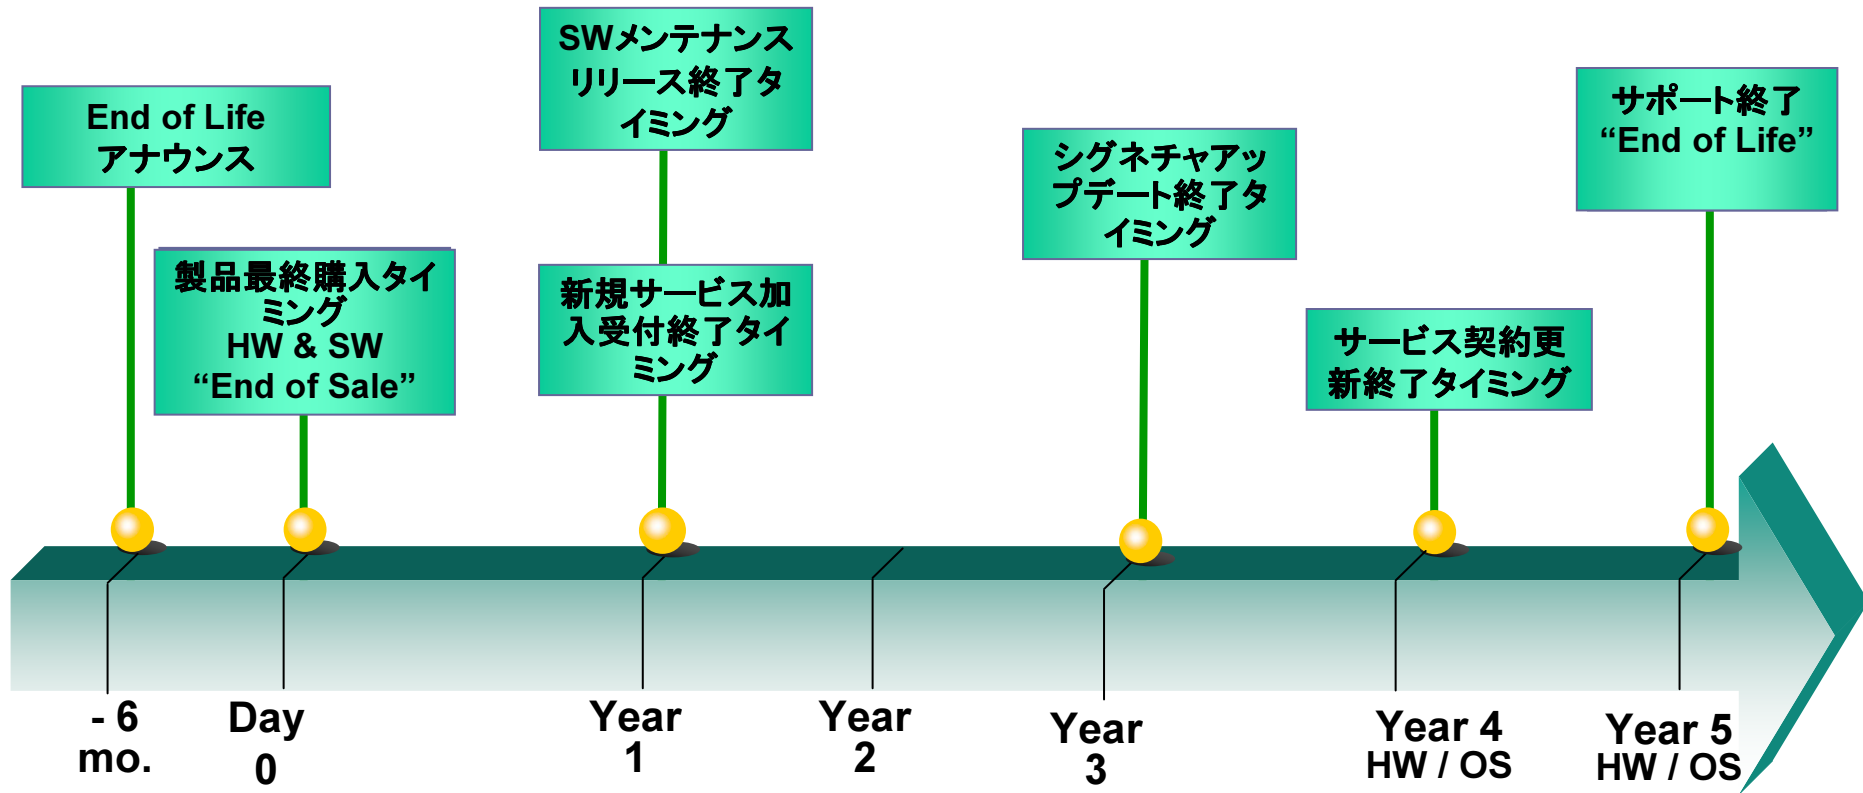 End of Life
アナウンス
製品最終購入タイ
ミング
HW & SW
“End of Sale”
SWメンテナンス
リリース終了タ
イミング
新規サービス加
入受付終了タイ
ミング
シグネチャアッ
プデート終了タ
イミング
サービス契約更
新終了タイミング
サポート終了
“End of Life”
- 6
mo.
Day
0
Year
1
Year
2
Year
3
Year 4
HW / OS
Year 5
HW / OS